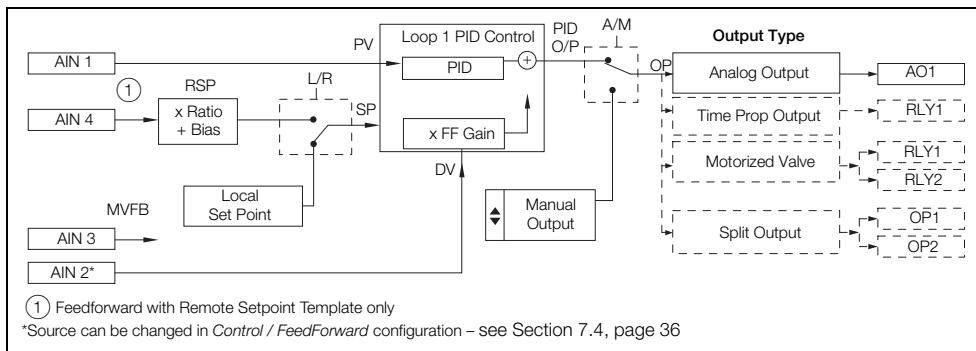 Loop 1 PID Control
PID
O/P
A/M
Output Type
PV
AIN 1
PID
+
OP
Analog Output
AO1
1
RSP
L/R
AIN 4
x Ratio
+ Bias
SP
x FF Gain
Time Prop Output
RLY1
DV
Motorized Valve
RLY1
RLY2
Local
Set Point
Manual
Output
MVFB
AIN 3
Split Output
OP1
OP2
AIN 2*
1 Feedforward with Remote Setpoint Template only
*Source can be changed in Control / FeedForward configuration – see Section 7.4, page 36